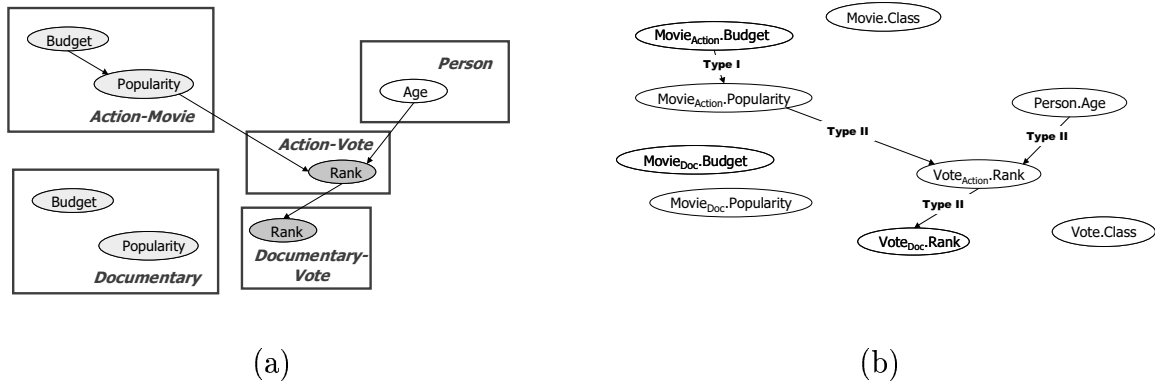 Budget
Popularity
Action-Movie
Person
Age
Action-Vote
Rank
Budget
Popularity
Documentary
Rank
Documentary-
Vote
(a)
Movie.Class
MovieAction.Budget
Type I
MovieAction.Popularity
Person.Age
Type II
Type II
MovieDoc.Budget
VoteAction.Rank
MovieDoc.Popularity
Type II
VoteDoc.Rank
Vote.Class
(b)